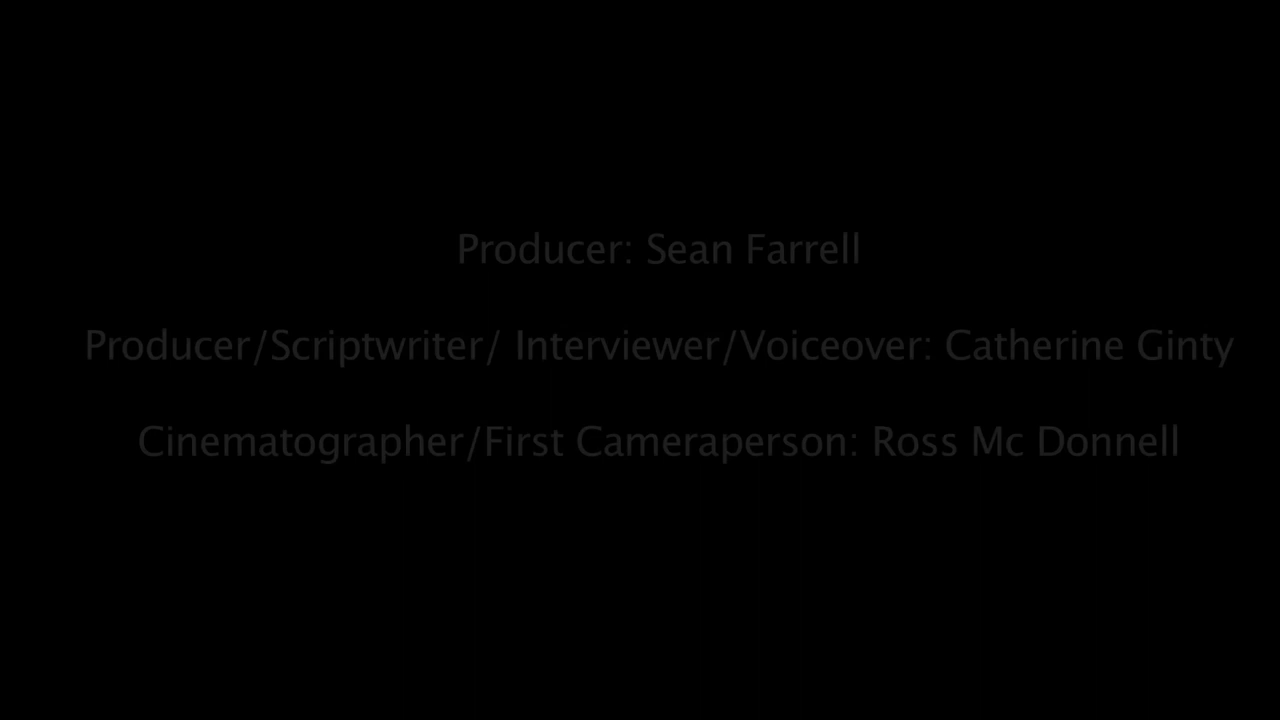 Producer: Sean Farrell
Producer/Scriptwriter/ Interviewer/Voiceover: Catherine Ginty
Cinematographer/First Cameraperson: Ross Mc Donnell